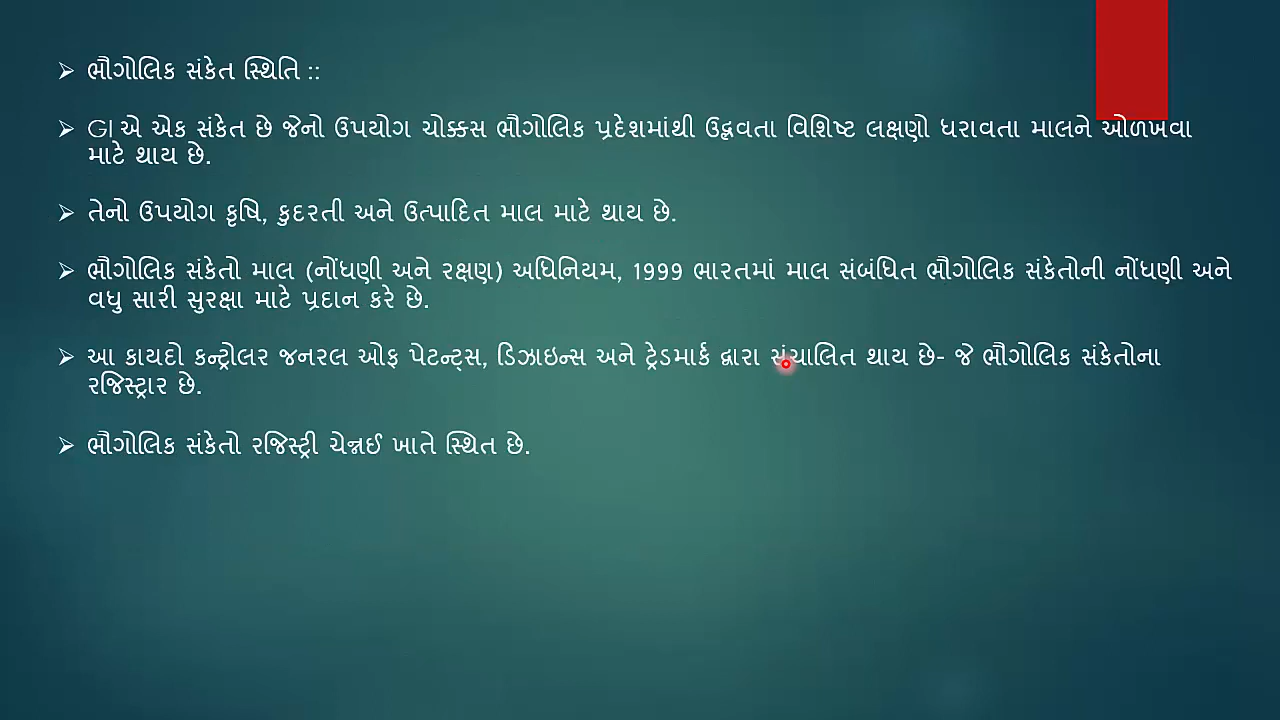 ભૌગોલિક સંકેત સ્થિતિ ::
GI એ એક સંકેત છે જેનો ઉપયોગ ચોક્કસ ભૌગોલિક પ્રદેશમાંથી ઉદ્ભવતા વિશિષ્ટ લક્ષણો ધરાવતા માલને ઓળખવા
માટે થાય છે.
તેનો ઉપયોગ કૃષિ, કુદરતી અને ઉત્પાદિત માલ માટે થાય છે.
ભૌગોલિક સંકેતો માલ (નોંધણી અને રક્ષણ) અધિનિયમ, 1999 ભારતમાં માલ સંબંધિત ભૌગોલિક સંકેતોની નોંધણી અને
વધુ સારી સુરક્ષા માટે પ્રદાન કરે છે.
આ કાયદો કન્ટ્રોલર જનરલ ઓફ પેટન્ટ્સ, ડિઝાઇન્સ અને ટ્રેડમાર્ક દ્વારા સંચાલિત થાય છે- જે ભૌગોલિક સંકેતોના
રજિસ્ટ્રાર છે.
ભૌગોલિક સંકેતો રજિસ્ટ્રી ચેન્નઈ ખાતે સ્થિત છે.